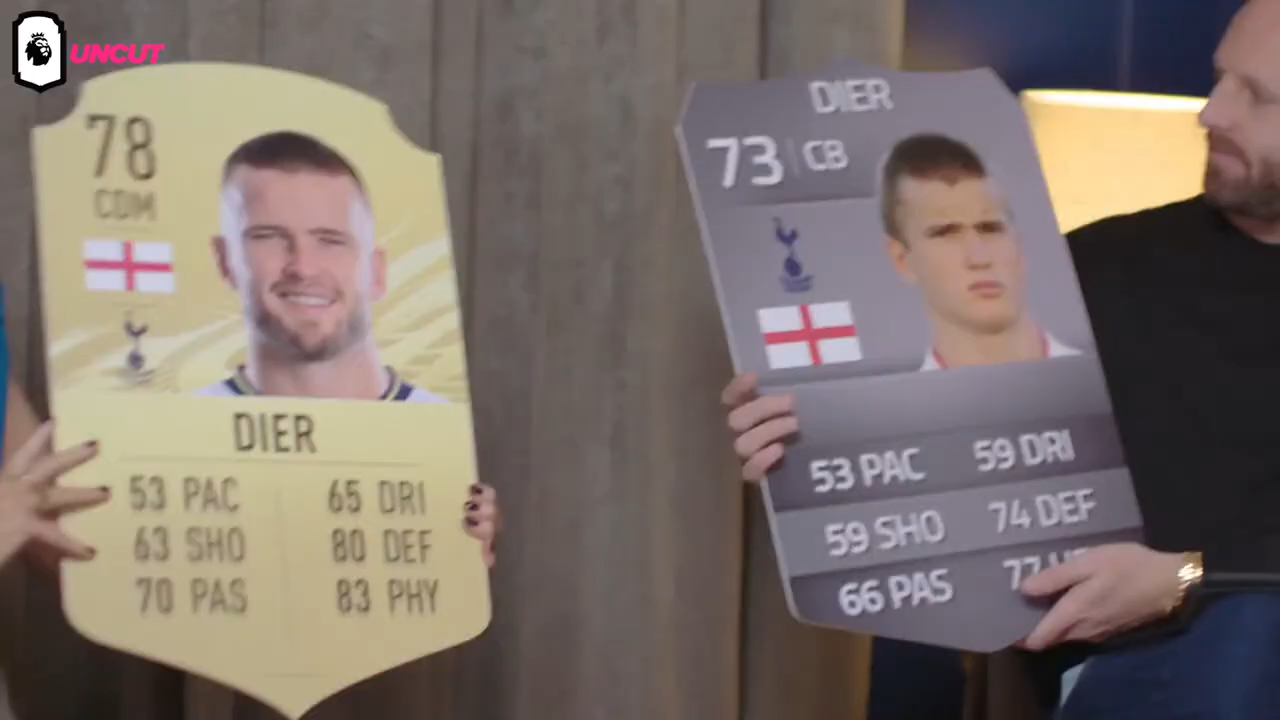 UNCUT
78
CDM
DIER
53 PAC
65 DRI
63 SHO
80 DEF
70 PAS
83 PHY
DIER
73 CB
53 PAC
59 DRI
59 SHO
74 DEF
66 PAS
77